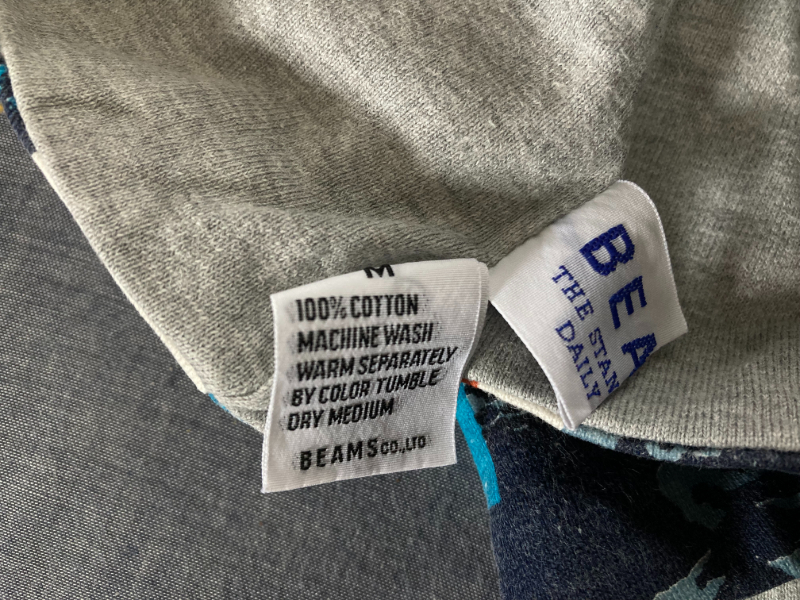 M
100% COTTON
MACHINE WASH
WARM SEPARATELY
BY COLOR TUMBLE
DRY MEDIUM
BEAMS CO.,LTD
BEA
THE STAN
DAILY